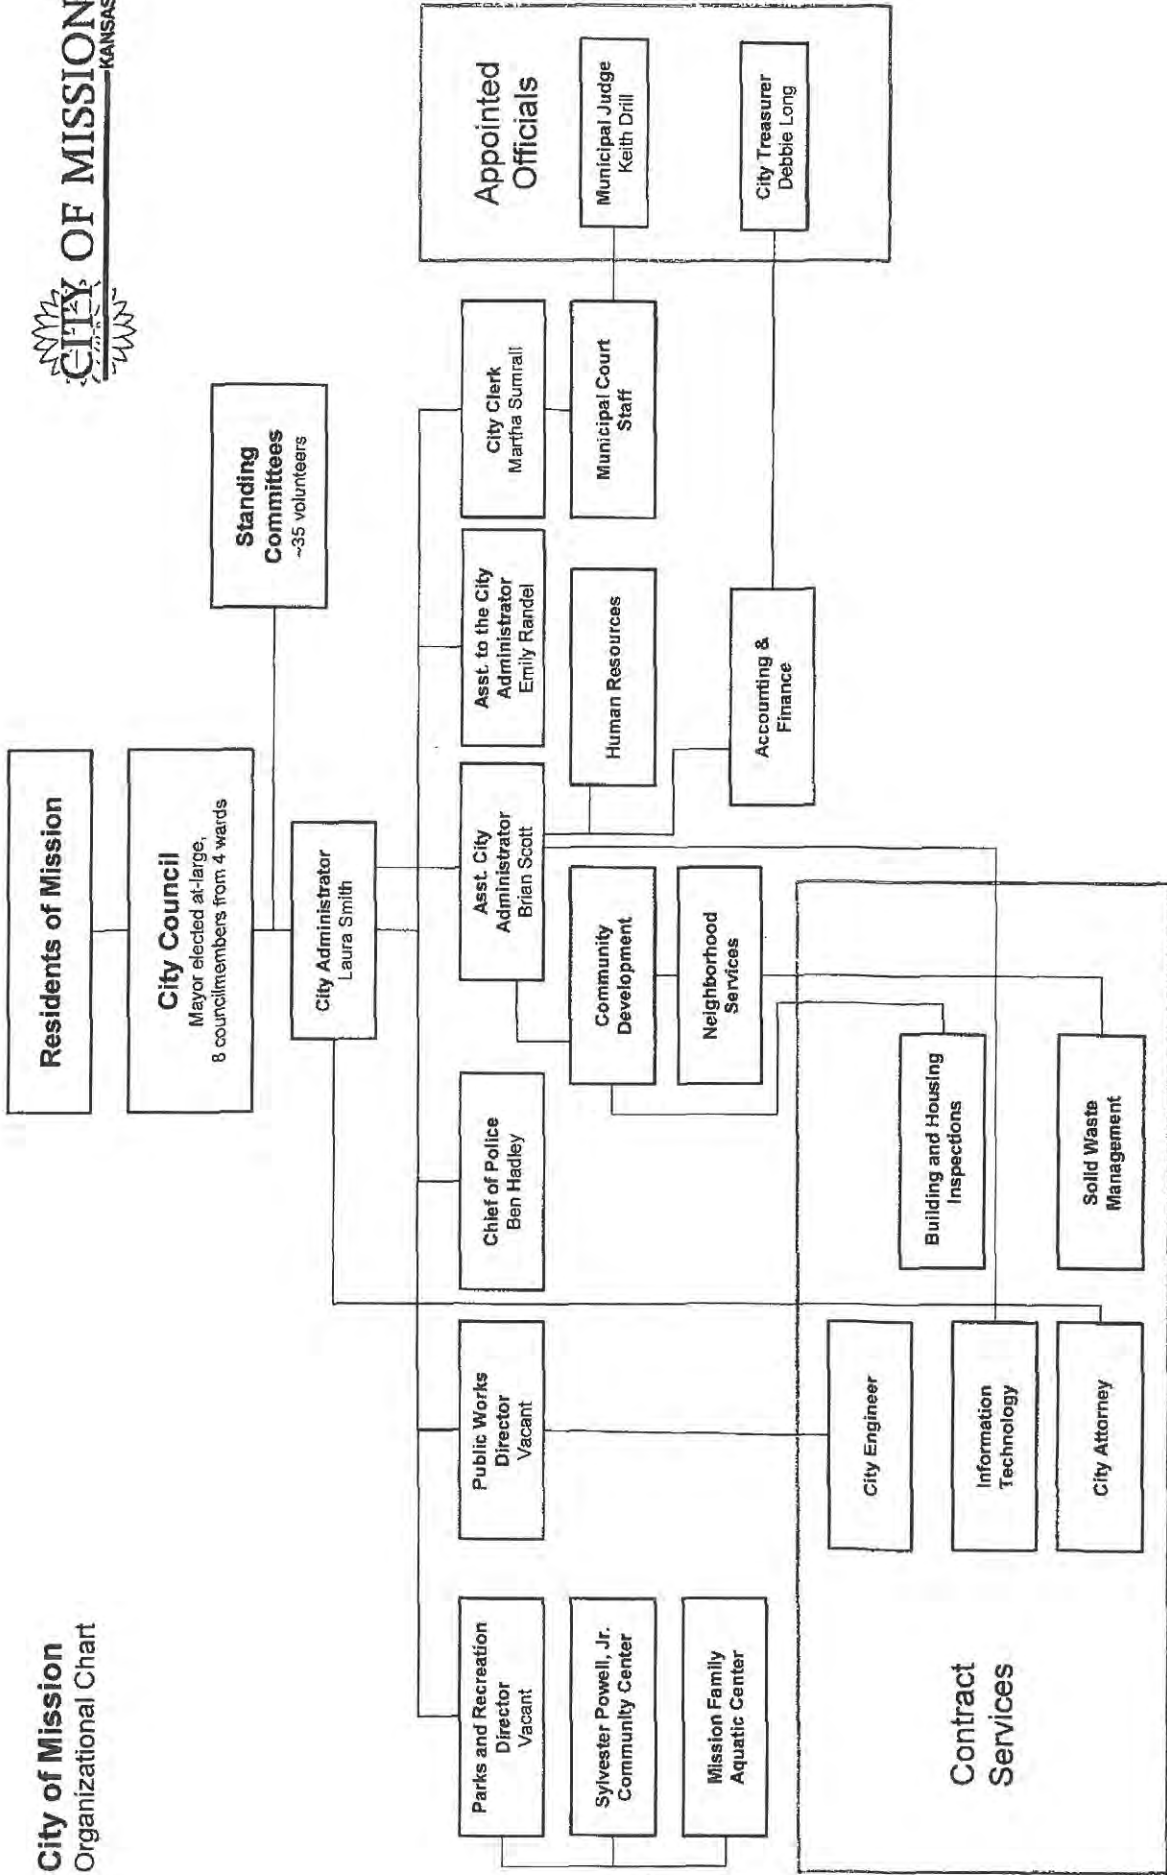 City of Mission
Organizational Chart
CITY OF MISSION
KANSAS
Residents of Mission
City Council
Mayor elected at-large,
8 councilmembers from 4 wards
Standing
Committees
~35 volunteers
City Administrator
Laura Smith
Parks and Recreation
Director
Vacant
Public Works
Director
Vacant
Chief of Police
Ben Hadley
Asst. City
Administrator
Brian Scott
Asst. to the City
Administrator
Emily Randel
City Clerk
Martha Sumrall
Sylvester Powell, Jr.
Community Center
Community
Development
Human Resources
Municipal Court
Staff
Mission Family
Aquatic Center
Neighborhood
Services
Accounting &
Finance
Appointed
Officials
Municipal Judge
Keith Drill
City Treasurer
Debbie Long
Contract
Services
City Engineer
Building and Housing
Inspections
Information
Technology
City Attorney
Solid Waste
Management